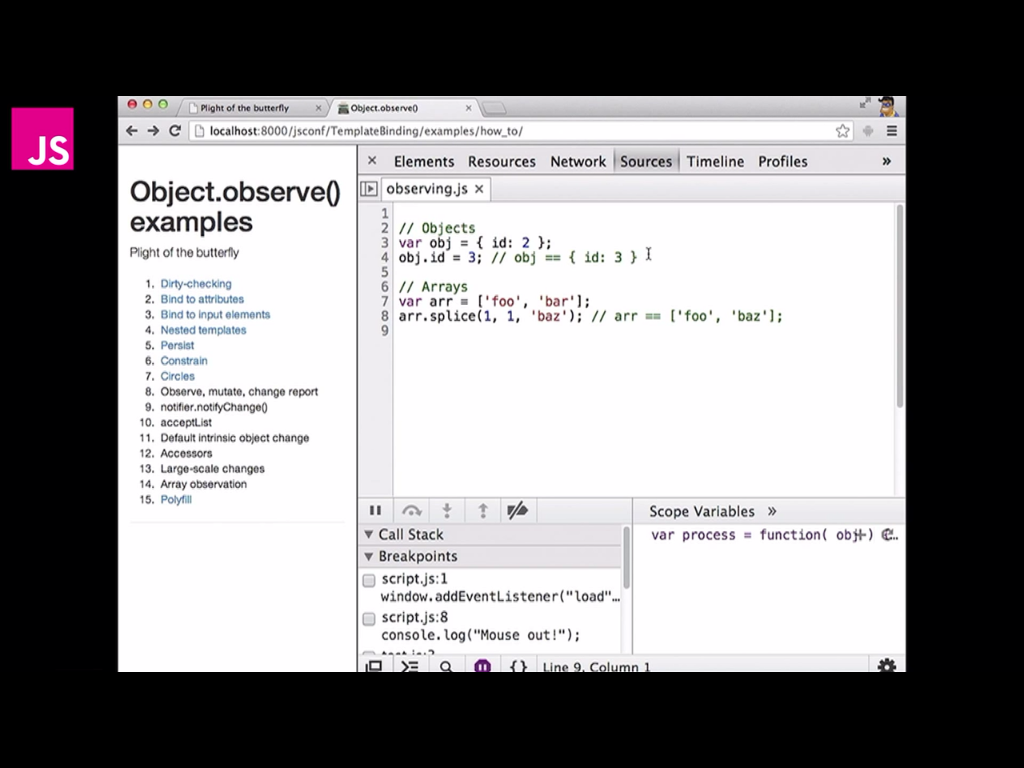 JS
Plight of the butterfly
Object.observe()
localhost:8000/jsconf/TemplateBinding/examples/how_to/
Object.observe()
examples
Plight of the butterfly
1. Dirty-checking
2. Bind to attributes
3. Bind to input elements
4. Nested templates
5. Persist
6. Constrain
7. Circles
8. Observe, mutate, change report
9. notifier.notifyChange()
10. acceptList
11. Default intrinsic object change
12. Accessors
13. Large-scale changes
14. Array observation
15. Polyfill
Elements Resources Network Sources Timeline Profiles »
observing.js
1
2 // Objects
3 var obj = { id: 2 };
4 obj.id = 3; // obj == { id: 3 }
5
6 // Arrays
7 var arr = ['foo', 'bar'];
8 arr.splice(1, 1, 'baz'); // arr == ['foo', 'baz'];
9
Call Stack
Breakpoints
script.js:1
window.addEventListener("load"…
script.js:8
console.log("Mouse out!");
{ } Line 9, Column 1
Scope Variables »
var process = function( obj